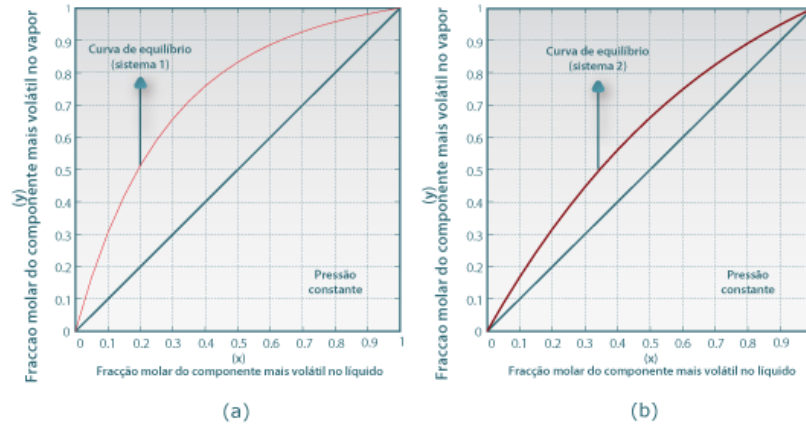 1
0.9
0.8
0.7
0.6
0.5
0.4
0.3
0.2
0.1
0
Fraccao molar do componente mais volátil no vapor
(y)
Curva de equilíbrio
(sistema 1)
Pressão
constante
0 0.1 0.2 0.3 0.4 0.5 0.6 0.7 0.8 0.9 1
(x)
Fracção molar do componente mais volátil no líquido
(a)
1
0.9
0.8
0.7
0.6
0.5
0.4
0.3
0.2
0.1
0
Fraccao molar do componente mais volátil no vapor
(y)
Curva de equilíbrio
(sistema 2)
Pressão
constante
0 0.1 0.2 0.3 0.4 0.5 0.6 0.7 0.8 0.9
(x)
Fracção molar do componente mais volátil no líquido
(b)